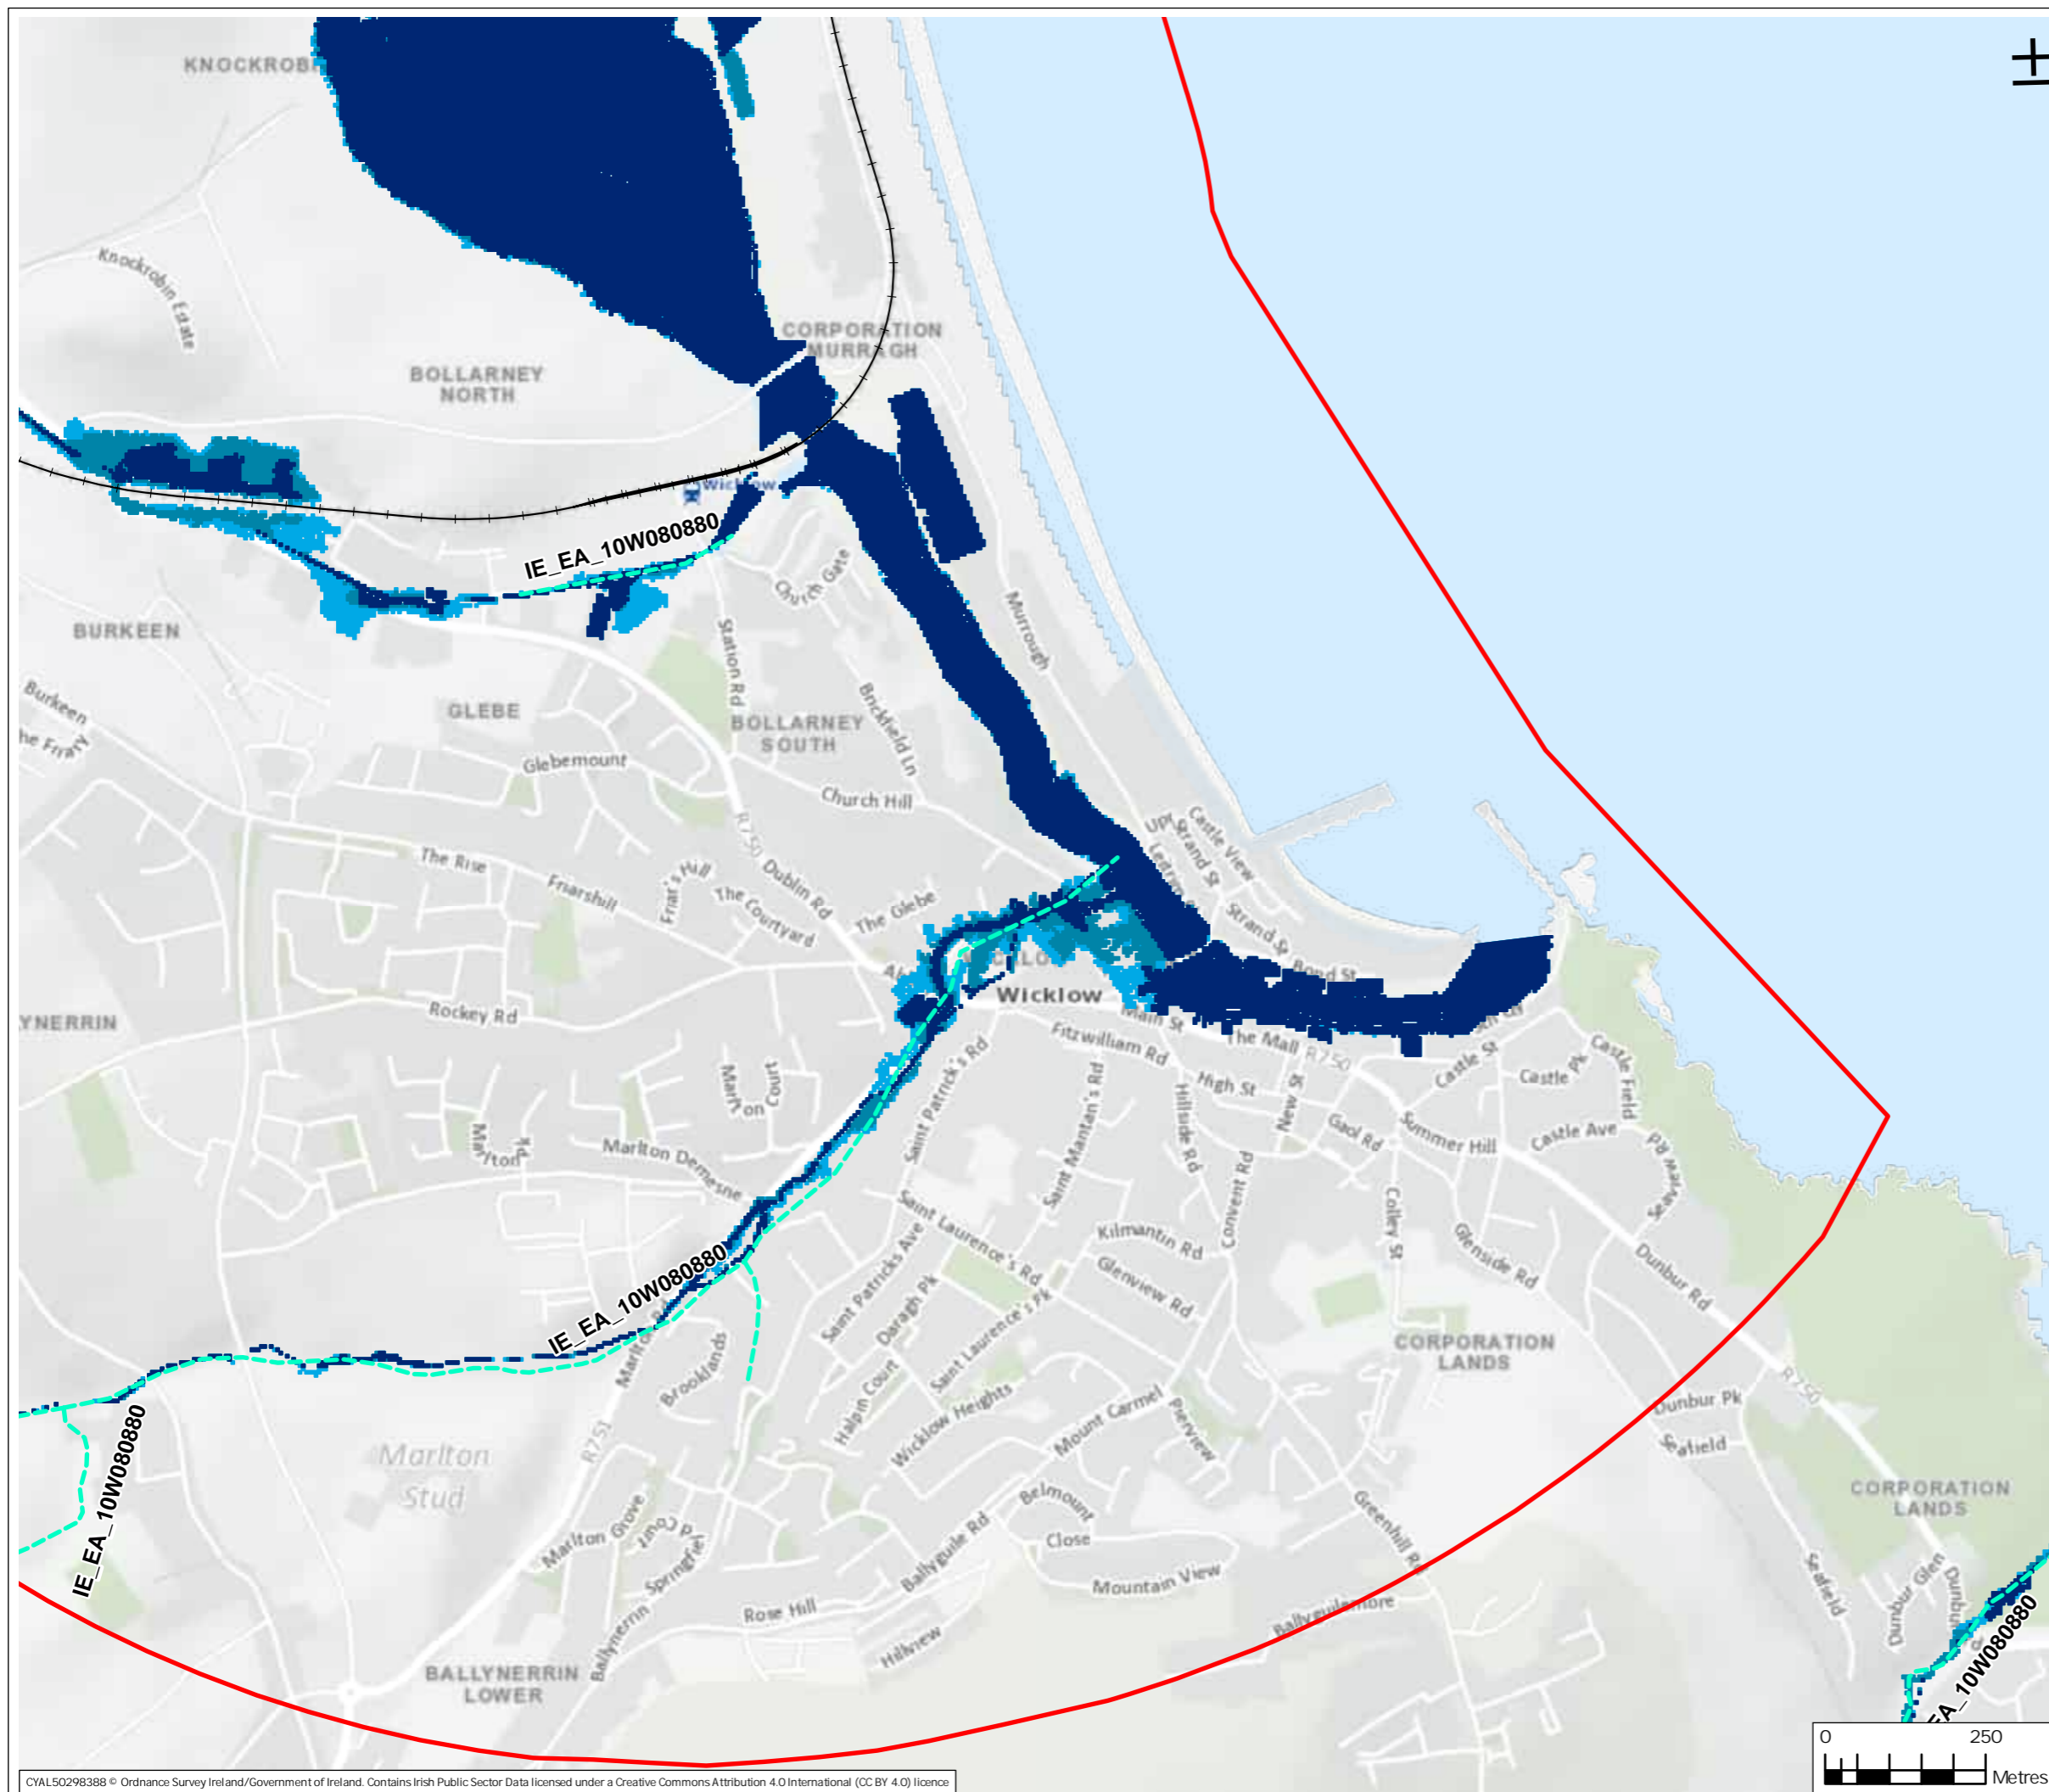 KNOCKROBI
Knockrobin Estate
CORPORATION
MURRAGH
BOLLARNEY
NORTH
Wicklow
IE_EA_10W080880
Church Gate
Murrough
BURKEEN
Station Rd
Burkeen
he Friary
GLEBE
BOLLARNEY
SOUTH
Brickfield Ln
Glebemount
Church Hill
R750
Upr Strand St
Castle View
The Rise
Friarshill
Friar's Hill
Dublin Rd
The Courtyard
The Glebe
Strand St
Bond St
Wicklow
YNERRIN
Rockey Rd
Main St
Fitzwilliam Rd
The Mall
R750
Castle St
Castle Pk
Castle Field
Marlton Court
Saint Patrick's Rd
High St
New St
Hillside Rd
Gaol Rd
Summer Hill
Castle Ave
Seaview Rd
Marlton Pk
Marlton Demesne
Saint Mantan's Rd
Convent Rd
Colley St
Saint Laurence's Rd
Saint Patricks Ave
Kilmantin Rd
Glenview Rd
Glenside Rd
Dunbur Rd
IE_EA_10W080880
Daragh Pk
Saint Laurence's Pk
Brooklands
CORPORATION
LANDS
Halpin Court
Wicklow Heights
Mount Carmel
Pierview
Dunbur Pk
Seafield
R750
IE_EA_10W080880
Marlton
Stud
R751
CORPORATION
LANDS
Marlton Grove
Springfield Court
Belmount
Close
Greenhill Rd
Ballyguile Rd
Mountain View
Seafield
Dunbur Glen
Rose Hill
Ballyguilemore
Ballynerrin
Hillview
BALLYNERRIN
LOWER
EA_10W080880
0 250
Metres
CYAL50298388 © Ordnance Survey Ireland/Government of Ireland. Contains Irish Public Sector Data licensed under a Creative Commons Attribution 4.0 International (CC BY 4.0) licence